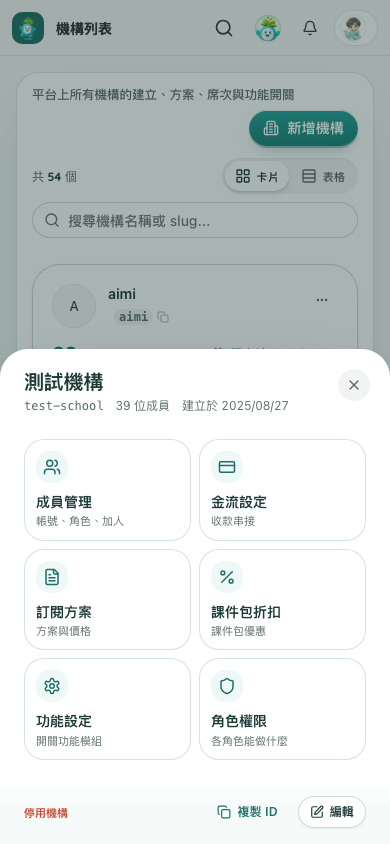 機構列表
平台上所有機構的建立、方案、席次與功能開關
新增機構
共 54 個
卡片
表格
搜尋機構名稱或 slug...
A
aimi
aimi
測試機構
test-school 39 位成員 建立於 2025/08/27
成員管理
帳號、角色、加人
金流設定
收款串接
訂閱方案
方案與價格
課件包折扣
課件包優惠
功能設定
開關功能模組
角色權限
各角色能做什麼
停用機構
複製 ID
編輯